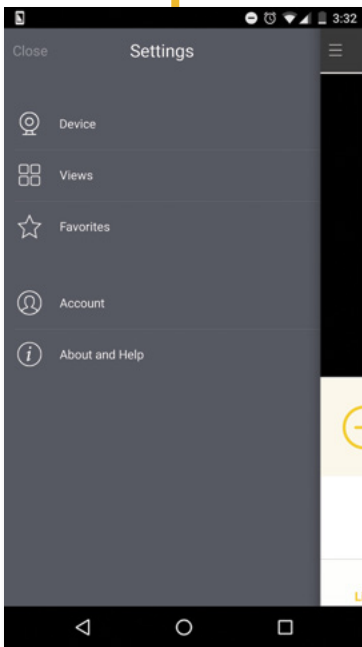 3:32
Close Settings
Device
Views
Favorites
Account
About and Help